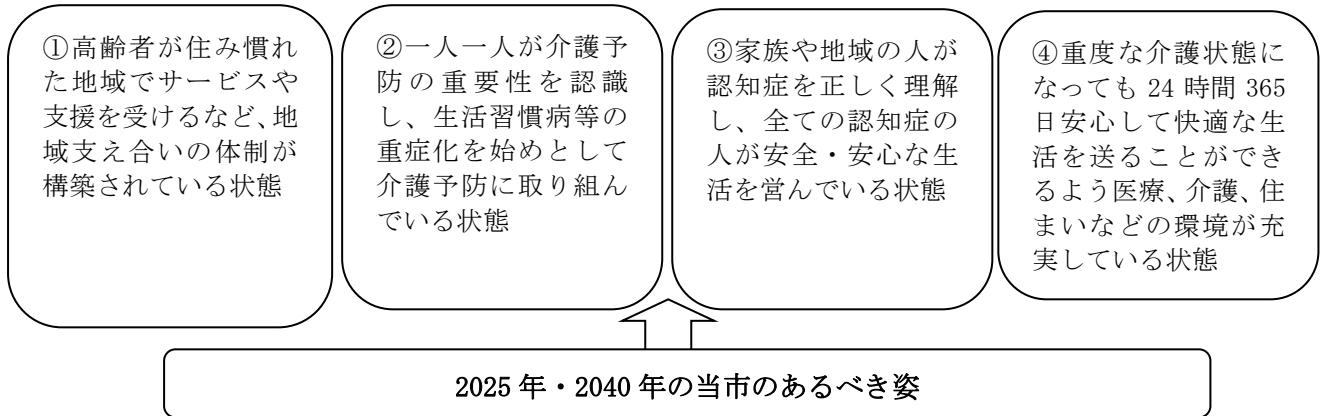 ①高齢者が住み慣れ
た地域でサービスや
支援を受けるなど、地
域支え合いの体制が
構築されている状態
②一人一人が介護予
防の重要性を認識
し、生活習慣病等の
重症化を始めとして
介護予防に取り組ん
でいる状態
③家族や地域の人が
認知症を正しく理解
し、全ての認知症の
人が安全・安心な生
活を営んでいる状態
④重度な介護状態に
なっても 24 時間 365
日安心して快適な生
活を送ることができ
るよう医療、介護、住
まいなどの環境が充
実している状態
2025 年・2040 年の当市のあるべき姿